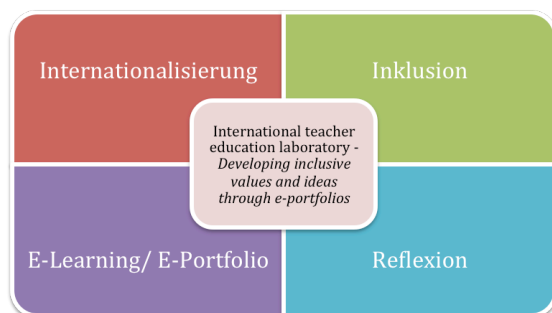 Internationalisierung
Inklusion
International teacher
education laboratory -
Developing inclusive
values and ideas
through e-portfolios
E-Learning/ E-Portfolio
Reflexion